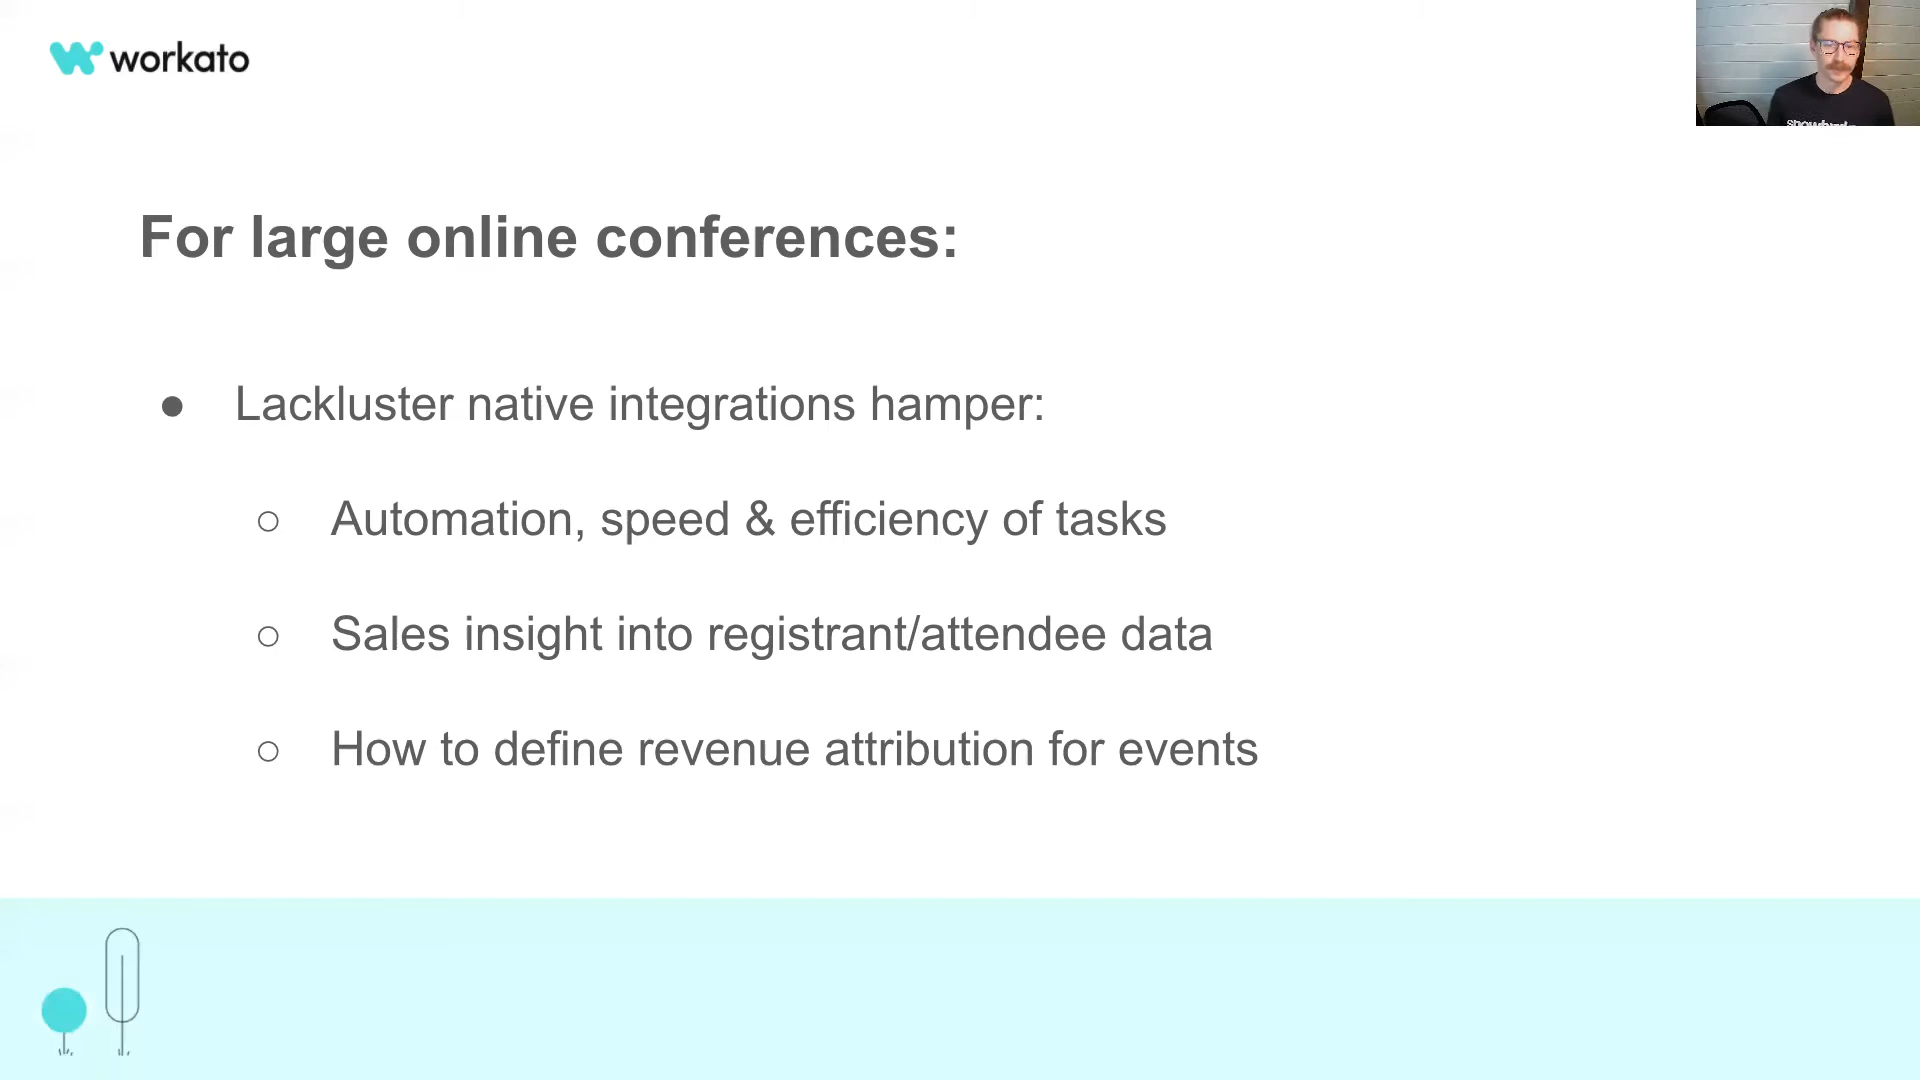 workato
For large online conferences:
● Lackluster native integrations hamper:
○ Automation, speed & efficiency of tasks
○ Sales insight into registrant/attendee data
○ How to define revenue attribution for events